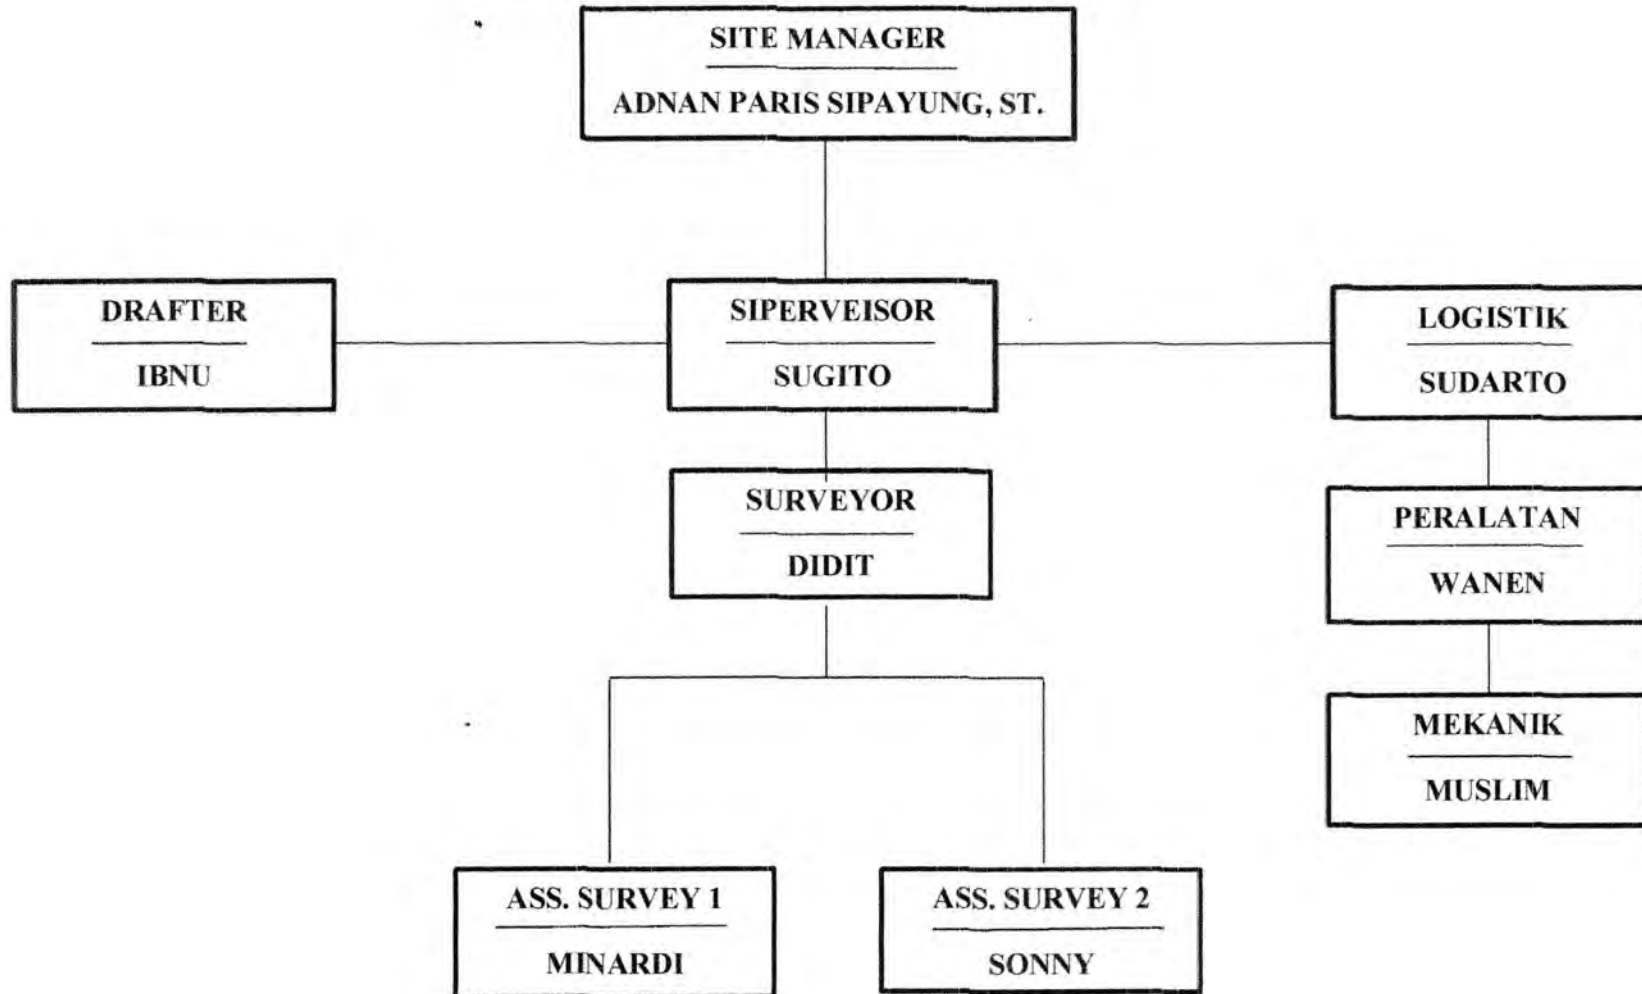 SITE MANAGER
ADNAN PARIS SIPAYUNG, ST.
DRAFTER
IBNU
SIPERVEISOR
SUGITO
LOGISTIK
SUDARTO
SURVEYOR
DIDIT
PERALATAN
WANEN
MEKANIK
MUSLIM
ASS. SURVEY 1
MINARDI
ASS. SURVEY 2
SONNY